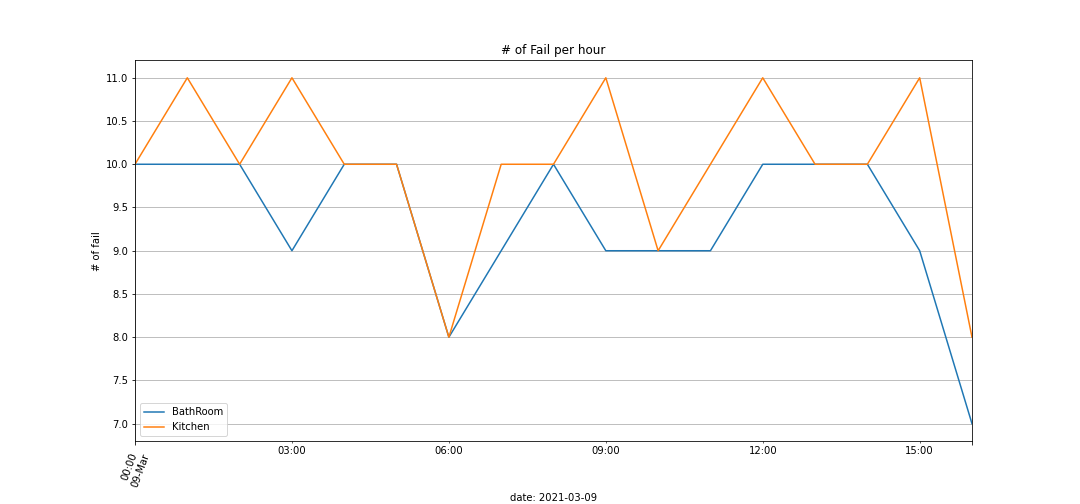 # of Fail per hour
11.0
10.5
10.0
9.5
9.0
8.5
8.0
7.5
7.0
# of fail
BathRoom
Kitchen
00:00
09-Mar
03:00
06:00
09:00
12:00
15:00
date: 2021-03-09